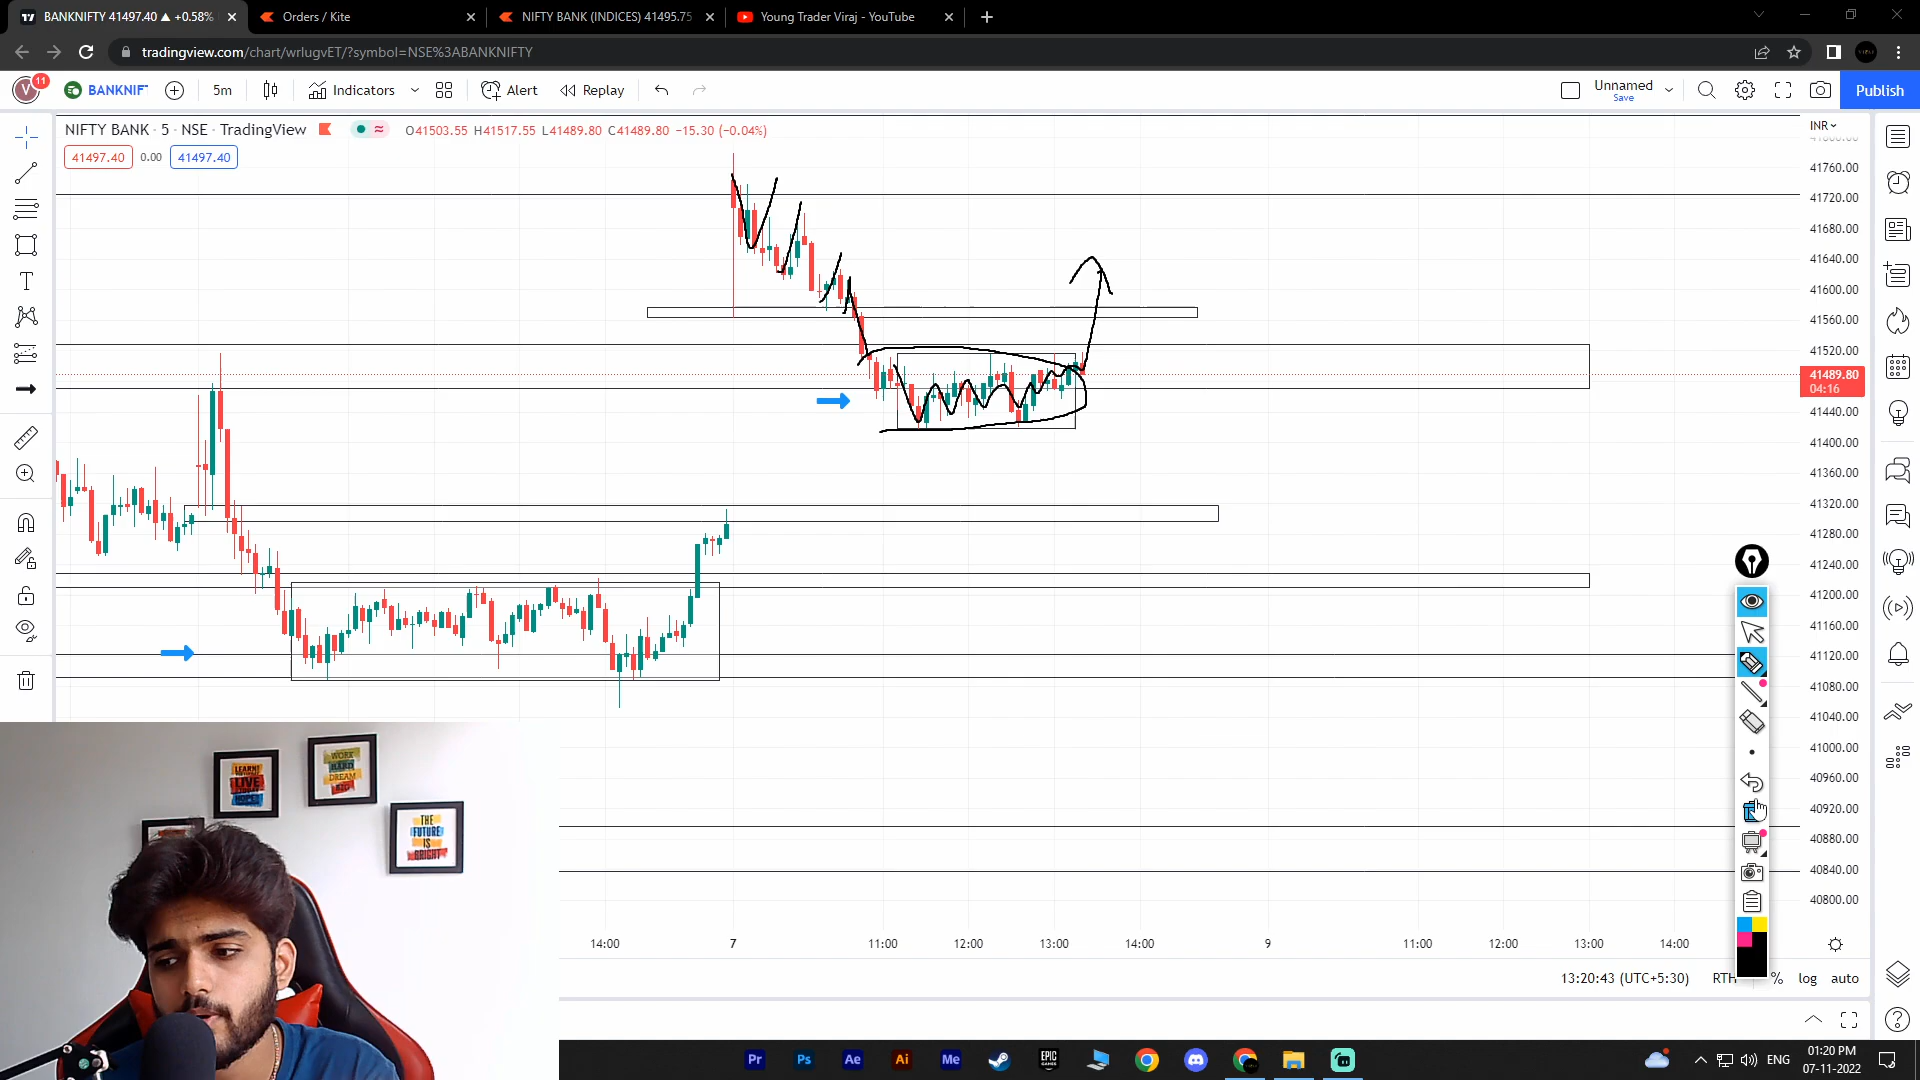 BANKNIFTY 41497.40 ▲ +0.58%
Orders / Kite
NIFTY BANK (INDICES) 41495.75
Young Trader Viraj - YouTube
tradingview.com/chart/wrlugvET/?symbol=NSE%3ABANKNIFTY
V
11
BANKNIF
5m
Indicators
Alert
Replay
Unnamed
Save
Publish
NIFTY BANK · 5 · NSE · TradingView
O41503.55 H41517.55 L41489.80 C41489.80 −15.30 (−0.04%)
INR
41497.40
0.00
41497.40
41760.00
41720.00
41680.00
41640.00
41600.00
41560.00
41520.00
41489.80
04:16
41440.00
41400.00
41360.00
41320.00
41280.00
41240.00
41200.00
41160.00
41120.00
41080.00
41040.00
41000.00
40960.00
40920.00
40880.00
40840.00
40800.00
14:00
7
11:00
12:00
13:00
14:00
9
11:00
12:00
13:00
14:00
13:20:43 (UTC+5:30)
RTH
%
log
auto
WORK
HARD
DREAM
BIG
LIVE
THE
FUTURE
IS
BRIGHT
Pr
Ps
Ae
Ai
Me
EPIC
GAMES
ENG
01:20 PM
07-11-2022